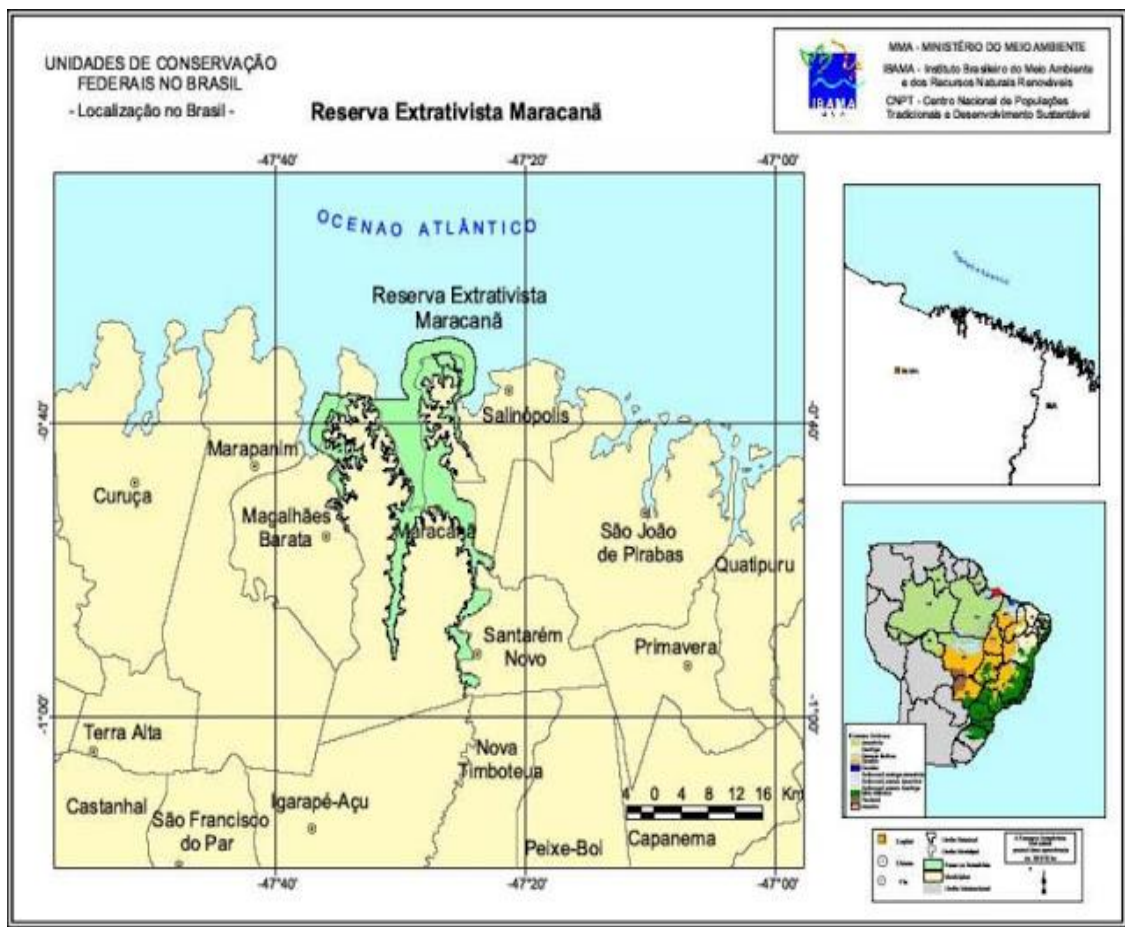 UNIDADES DE CONSERVAÇÃO
FEDERAIS NO BRASIL
- Localização no Brasil -
Reserva Extrativista Maracanã
IBAMA
MMA - MINISTÉRIO DO MEIO AMBIENTE
IBAMA - Instituto Brasileiro do Meio Ambiente
e dos Recursos Naturais Renováveis
CNPT - Centro Nacional de Populações
Tradicionais e Desenvolvimento Sustentável
-47°40' -47°20' -47°00'
OCENAO ATLÂNTICO
Reserva Extrativista
Maracanã
Salinópolis
-0°40' -0°40'
Marapanim
Curuça
Magalhães
Barata
Maracanã
São João
de Pirabas
Quatipuru
Santarém
Novo
Primavera
-1°00' -1°00'
Terra Alta
Nova
Timboteua
4 0 4 8 12 16 Km
Castanhal
Igarapé-Açu
São Francisco
do Par
Peixe-Boi
Capanema
-47°40' -47°20' -47°00'
MA